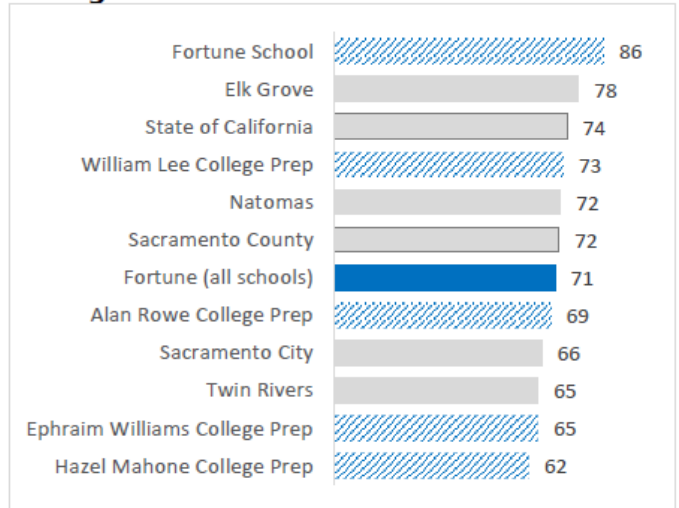 Fortune School 86
Elk Grove 78
State of California 74
William Lee College Prep 73
Natomas 72
Sacramento County 72
Fortune (all schools) 71
Alan Rowe College Prep 69
Sacramento City 66
Twin Rivers 65
Ephraim Williams College Prep 65
Hazel Mahone College Prep 62